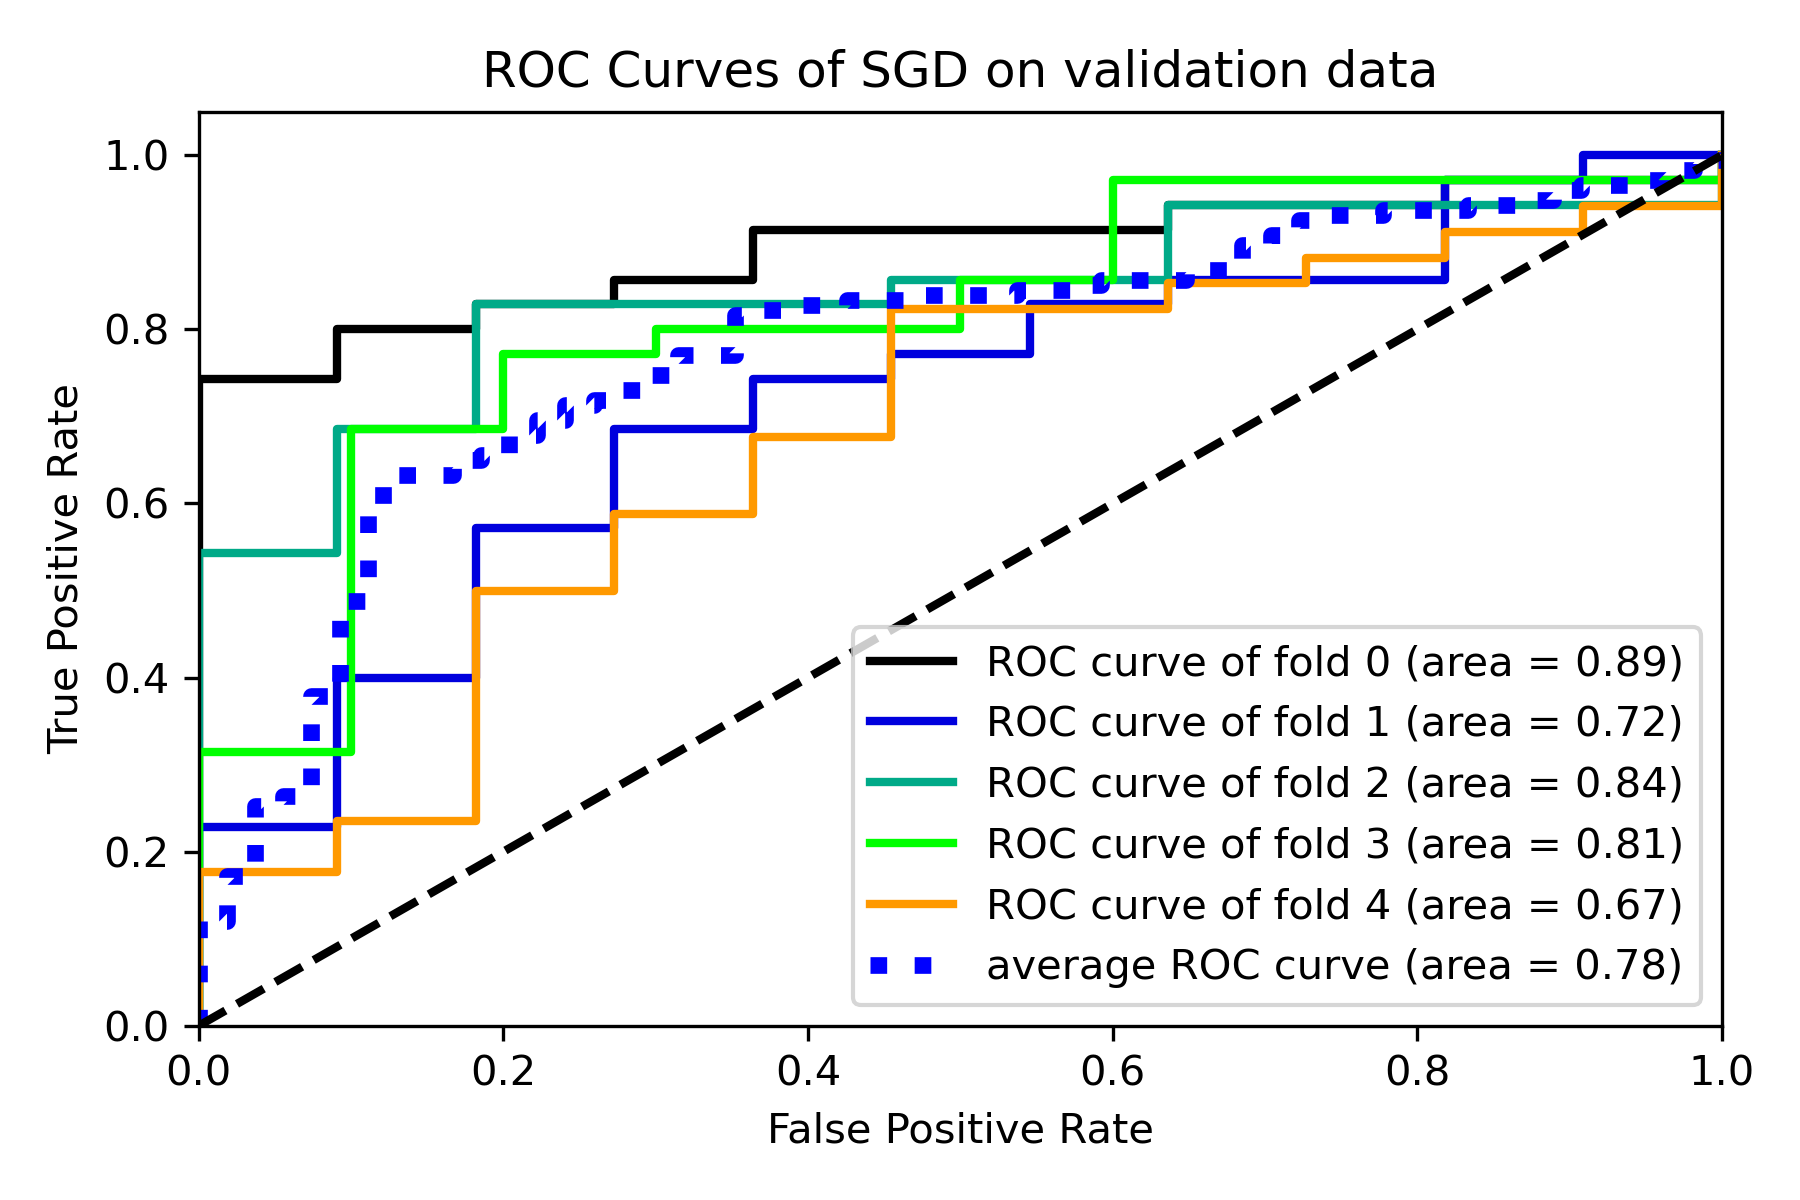 ROC Curves of SGD on validation data
1.0
0.8
0.6
0.4
0.2
0.0
True Positive Rate
ROC curve of fold 0 (area = 0.89)
ROC curve of fold 1 (area = 0.72)
ROC curve of fold 2 (area = 0.84)
ROC curve of fold 3 (area = 0.81)
ROC curve of fold 4 (area = 0.67)
average ROC curve (area = 0.78)
0.0 0.2 0.4 0.6 0.8 1.0
False Positive Rate